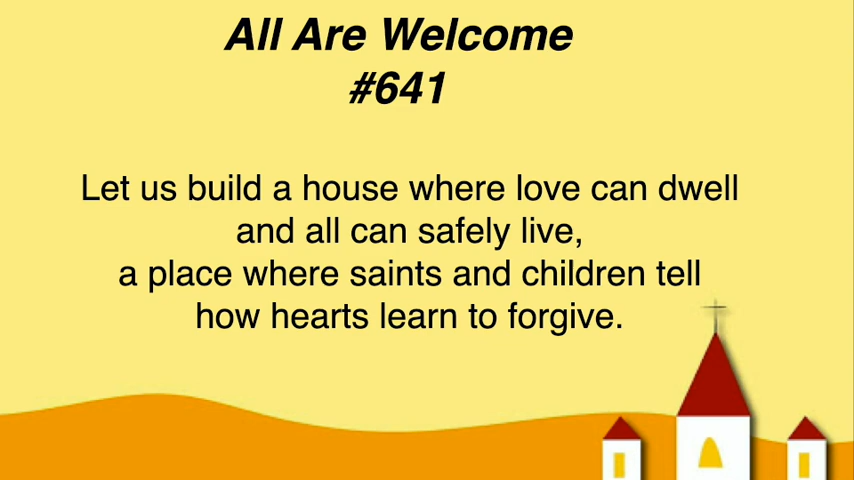 All Are Welcome
#641
Let us build a house where love can dwell
and all can safely live,
a place where saints and children tell
how hearts learn to forgive.